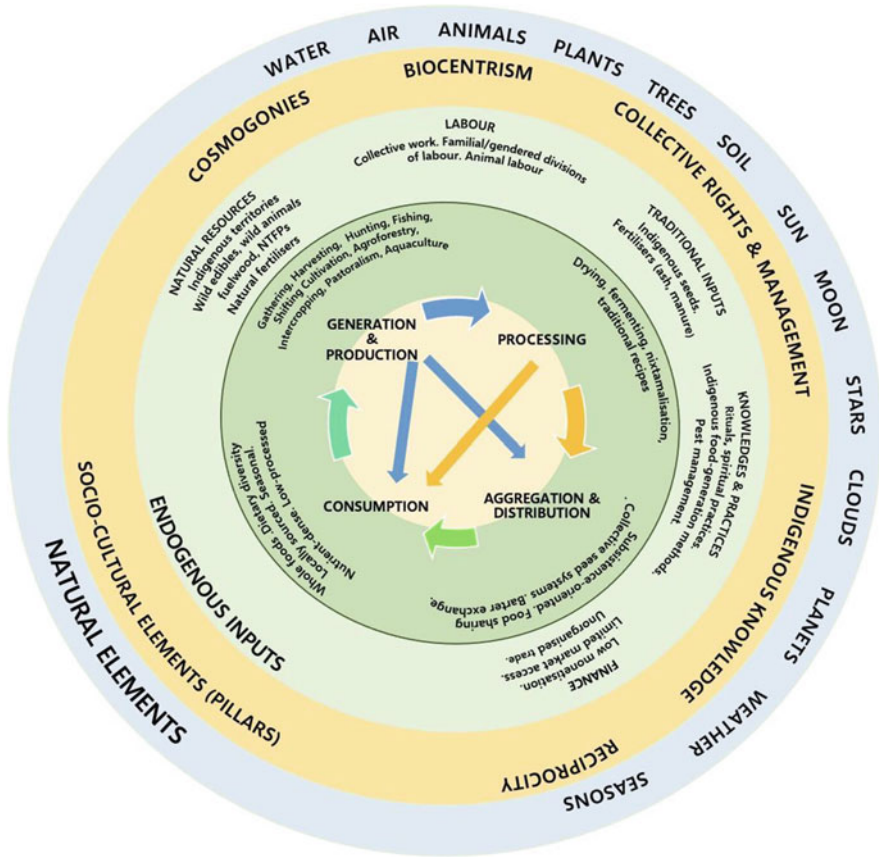 WATER
AIR
ANIMALS
PLANTS
TREES
SOIL
SUN
MOON
STARS
CLOUDS
PLANETS
WEATHER
SEASONS
NATURAL ELEMENTS
COSMOGONIES
BIOCENTRISM
COLLECTIVE RIGHTS & MANAGEMENT
INDIGENOUS KNOWLEDGE
RECIPROCITY
SOCIO-CULTURAL ELEMENTS (PILLARS)
LABOUR
Collective work. Familial/gendered divisions
of labour. Animal labour
TRADITIONAL INPUTS
Indigenous seeds.
Fertilisers (ash, manure)
KNOWLEDGES & PRACTICES
Rituals, spiritual practices.
Indigenous food-generation methods.
Pest management.
FINANCE
Low monetisation.
Limited market access.
Unorganised trade.
ENDOGENOUS INPUTS
NATURAL RESOURCES
Indigenous territories
Wild edibles, wild animals
fuelwood, NTFPs
Natural fertilisers
Gathering, Harvesting, Hunting, Fishing,
Shifting Cultivation, Agroforestry,
Intercropping, Pastoralism, Aquaculture
Drying, fermenting, nixtamalisation,
traditional recipes
. Subsistence-oriented. Food sharing
Collective seed systems. Barter exchange.
Whole foods .Dietary diversity
Locally sourced. Seasonal.
Nutrient-dense. Low-processed
GENERATION
&
PRODUCTION
PROCESSING
AGGREGATION &
DISTRIBUTION
CONSUMPTION